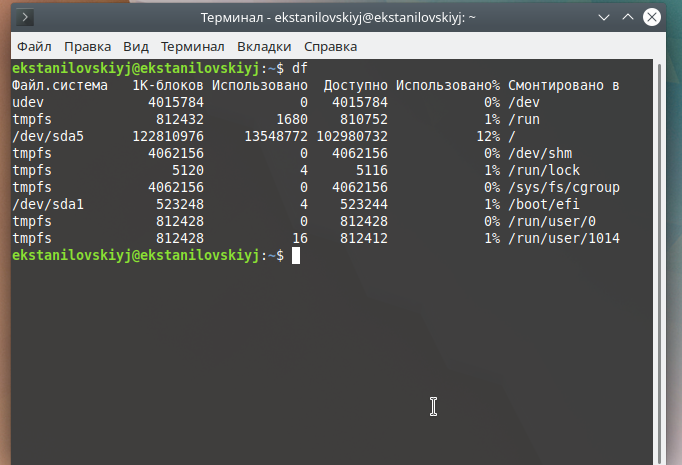 Терминал - ekstanilovskiyj@ekstanilovskiyj: ~
Файл Правка Вид Терминал Вкладки Справка
ekstanilovskiyj@ekstanilovskiyj:~$ df
Файл.система 1K-блоков Использовано Доступно Использовано% Смонтировано в
udev 4015784 0 4015784 0% /dev
tmpfs 812432 1680 810752 1% /run
/dev/sda5 122810976 13548772 102980732 12% /
tmpfs 4062156 0 4062156 0% /dev/shm
tmpfs 5120 4 5116 1% /run/lock
tmpfs 4062156 0 4062156 0% /sys/fs/cgroup
/dev/sda1 523248 4 523244 1% /boot/efi
tmpfs 812428 0 812428 0% /run/user/0
tmpfs 812428 16 812412 1% /run/user/1014
ekstanilovskiyj@ekstanilovskiyj:~$